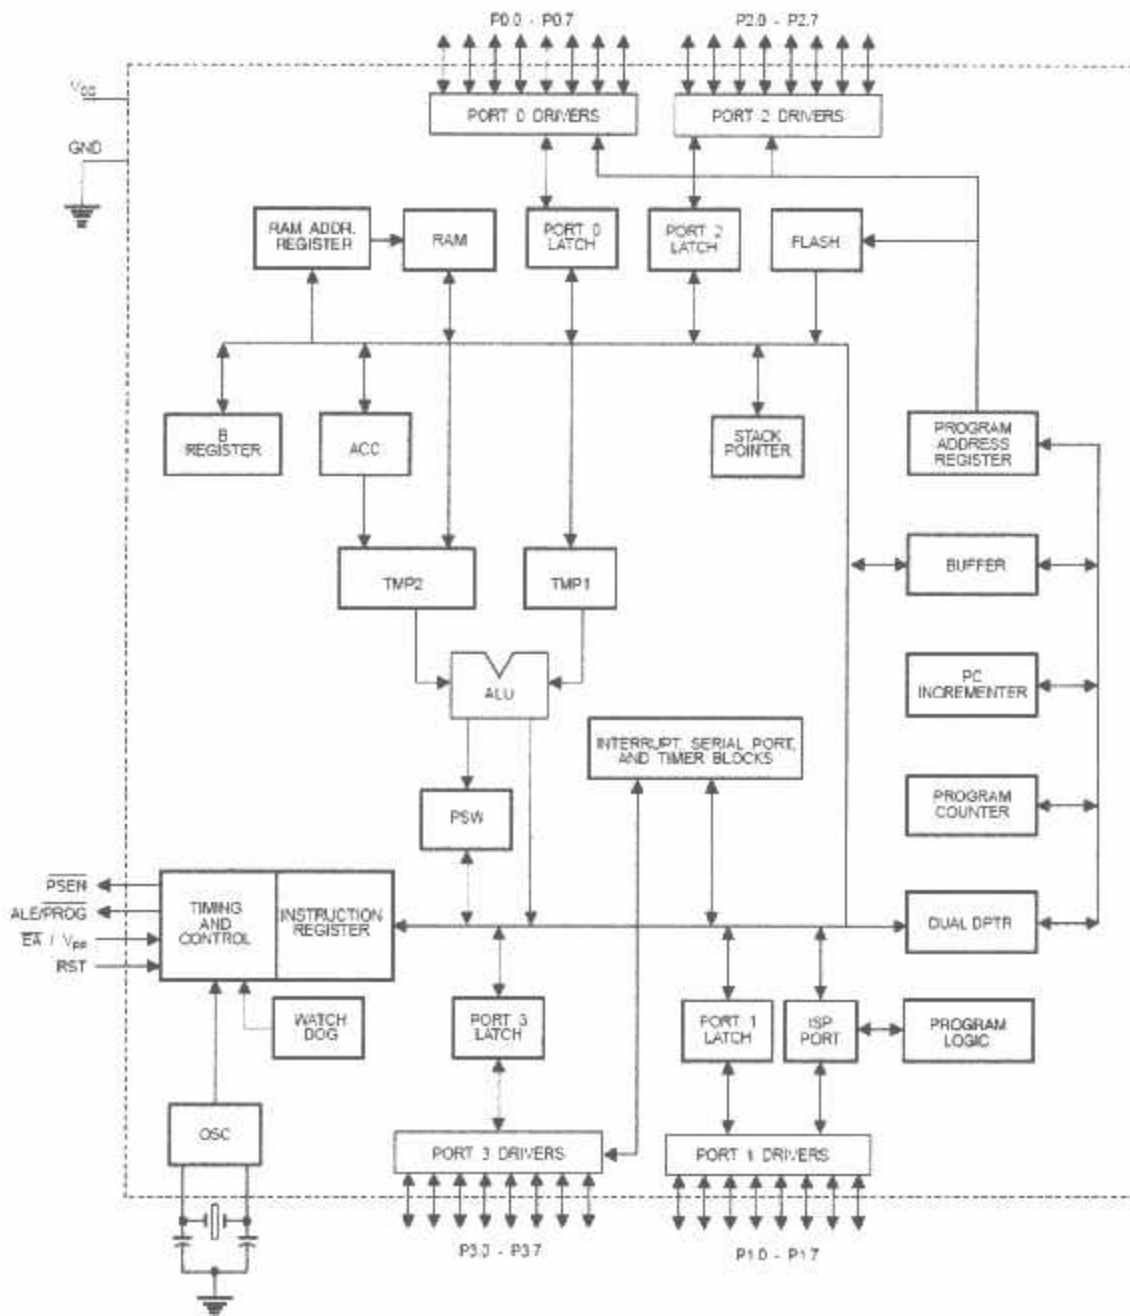 P0.0 - P0.7
P2.0 - P2.7
VCC
PORT 0 DRIVERS
PORT 2 DRIVERS
GND
RAM ADDR.
REGISTER
RAM
PORT 0
LATCH
PORT 2
LATCH
FLASH
B
REGISTER
ACC
STACK
POINTER
PROGRAM
ADDRESS
REGISTER
TMP2
TMP1
BUFFER
ALU
PC
INCREMENTER
INTERRUPT, SERIAL PORT,
AND TIMER BLOCKS
PSW
PROGRAM
COUNTER
PSEN
ALE/PROG
EA / VPP
RST
TIMING
AND
CONTROL
INSTRUCTION
REGISTER
DUAL DPTR
WATCH
DOG
PORT 3
LATCH
PORT 1
LATCH
ISP
PORT
PROGRAM
LOGIC
OSC
PORT 3 DRIVERS
PORT 1 DRIVERS
P3.0 - P3.7
P1.0 - P1.7